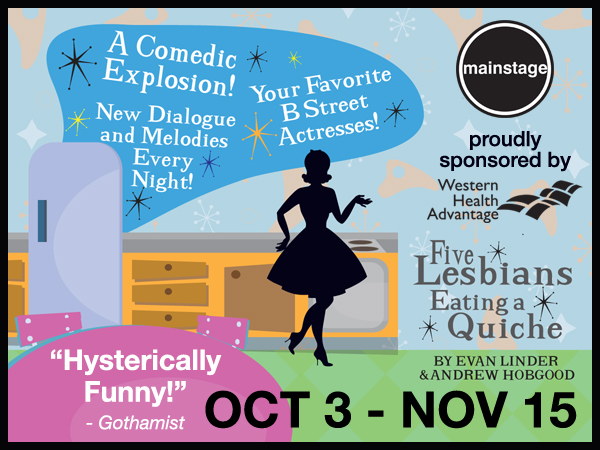 A Comedic
Explosion!
Your Favorite
B Street
Actresses!
New Dialogue
and Melodies
Every
Night!
mainstage
proudly
sponsored by
Western
Health
Advantage
Five
Lesbians
Eating a
Quiche
BY EVAN LINDER
& ANDREW HOBGOOD
“Hysterically
Funny!”
- Gothamist
OCT 3 - NOV 15